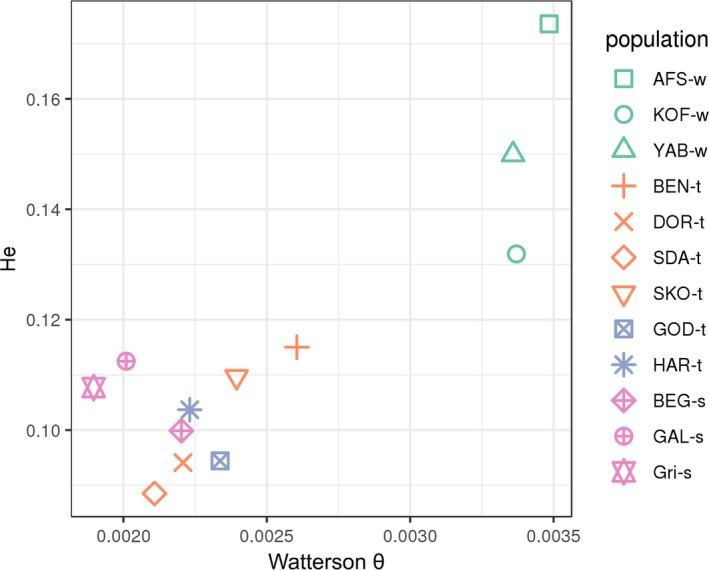 He
0.16
0.14
0.12
0.10
0.0020 0.0025 0.0030 0.0035
Watterson θ
population
AFS-w
KOF-w
YAB-w
BEN-t
DOR-t
SDA-t
SKO-t
GOD-t
HAR-t
BEG-s
GAL-s
Gri-s